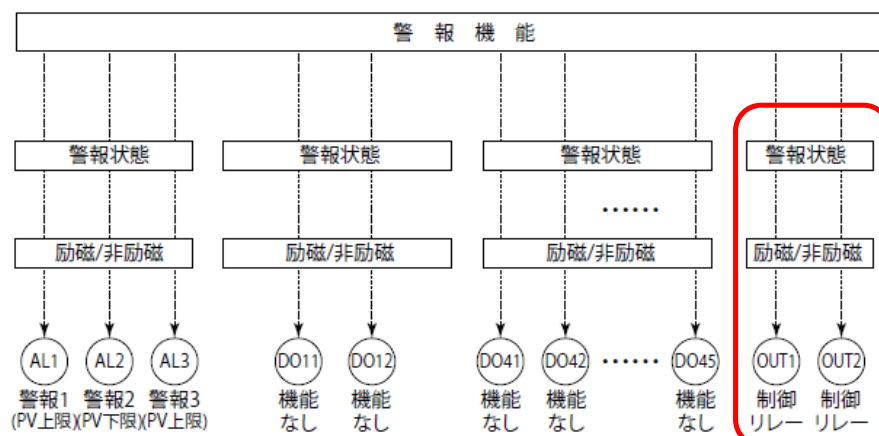 警 報 機 能
警報状態 警報状態 警報状態 警報状態
‥‥‥
励磁/非励磁 励磁/非励磁 励磁/非励磁 励磁/非励磁
AL1 AL2 AL3 DO11 DO12 DO41 DO42 ‥‥‥ DO45 OUT1 OUT2
警報1 警報2 警報3 機能 機能 機能 機能 機能 制御 制御
(PV上限)(PV下限)(PV上限) なし なし なし なし なし リレー リレー